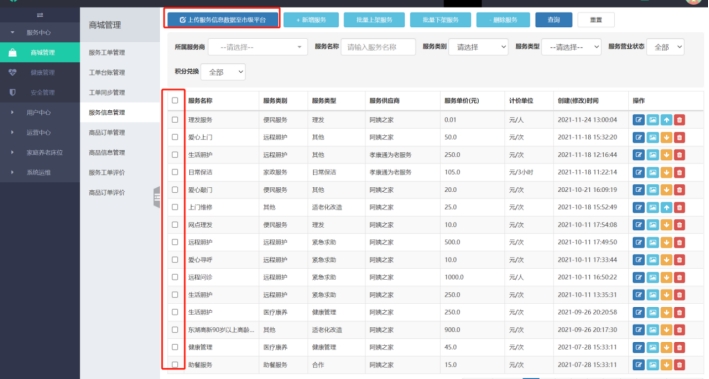 服务中心
商城管理
健康管理
安全管理
用户中心
运营中心
系统运维
商城管理
服务工单管理
工单台账管理
工单同步管理
服务信息管理
商品订单管理
商品信息管理
服务工单评价
商品订单评价
上传服务信息数据至市级平台 + 新增服务 批量上架服务 批量下架服务 删除服务 查询 重置
所属服务商 --请选择-- 服务名称 请输入服务名称 服务类别 请选择 服务类型 --请选择-- 服务营业状态 全部
积分兑换 全部
服务名称 服务类别 服务类型 服务供应商 服务单价(元) 计价单位 创建(修改)时间 操作
理发服务 便民服务 理发 阿姨之家 0.01 元/人 2021-11-24 13:00:04
爱心上门 远程照护 其他 阿姨之家 50.0 元/次 2021-11-18 15:32:20
生活照护 远程照护 其他 孝康通为老服务 250.0 元/次 2021-11-18 12:16:44
日常保洁 家政服务 日常保洁 孝康通为老服务 105.0 元/3小时 2021-11-18 11:22:14
爱心敲门 便民服务 其他 阿姨之家 20.0 元/次 2021-10-21 16:09:19
上门维修 其他 适老化改造 阿姨之家 25.0 元/次 2021-10-18 15:52:49
网点理发 便民服务 理发 阿姨之家 10.0 元/次 2021-10-11 17:54:08
远程照护 远程照护 紧急求助 阿姨之家 500.0 元/次 2021-10-11 17:49:50
爱心寻呼 远程照护 紧急求助 阿姨之家 10.0 元/次 2021-10-11 17:33:44
远程问诊 远程照护 紧急求助 阿姨之家 1000.0 元/人 2021-10-11 16:50:22
生活照护 远程照护 紧急求助 阿姨之家 250.0 元/次 2021-10-11 13:35:31
生活照护 医疗康养 健康管理 阿姨之家 250.0 元/次 2021-09-26 20:20:58
东湖高新90岁以上高龄... 其他 适老化改造 阿姨之家 900.0 元/次 2021-09-26 20:17:30
健康管理 医疗康养 健康管理 阿姨之家 45.0 元/次 2021-07-28 15:33:11
助餐服务 助餐服务 合作 阿姨之家 15.0 元/次 2021-07-28 15:33:11